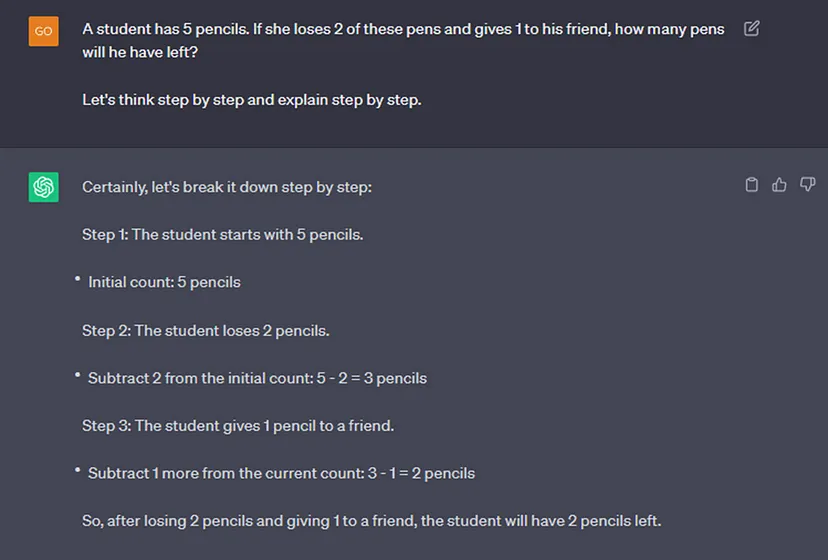 GO
A student has 5 pencils. If she loses 2 of these pens and gives 1 to his friend, how many pens
will he have left?
Let's think step by step and explain step by step.
Certainly, let's break it down step by step:
Step 1: The student starts with 5 pencils.
• Initial count: 5 pencils
Step 2: The student loses 2 pencils.
• Subtract 2 from the initial count: 5 - 2 = 3 pencils
Step 3: The student gives 1 pencil to a friend.
• Subtract 1 more from the current count: 3 - 1 = 2 pencils
So, after losing 2 pencils and giving 1 to a friend, the student will have 2 pencils left.